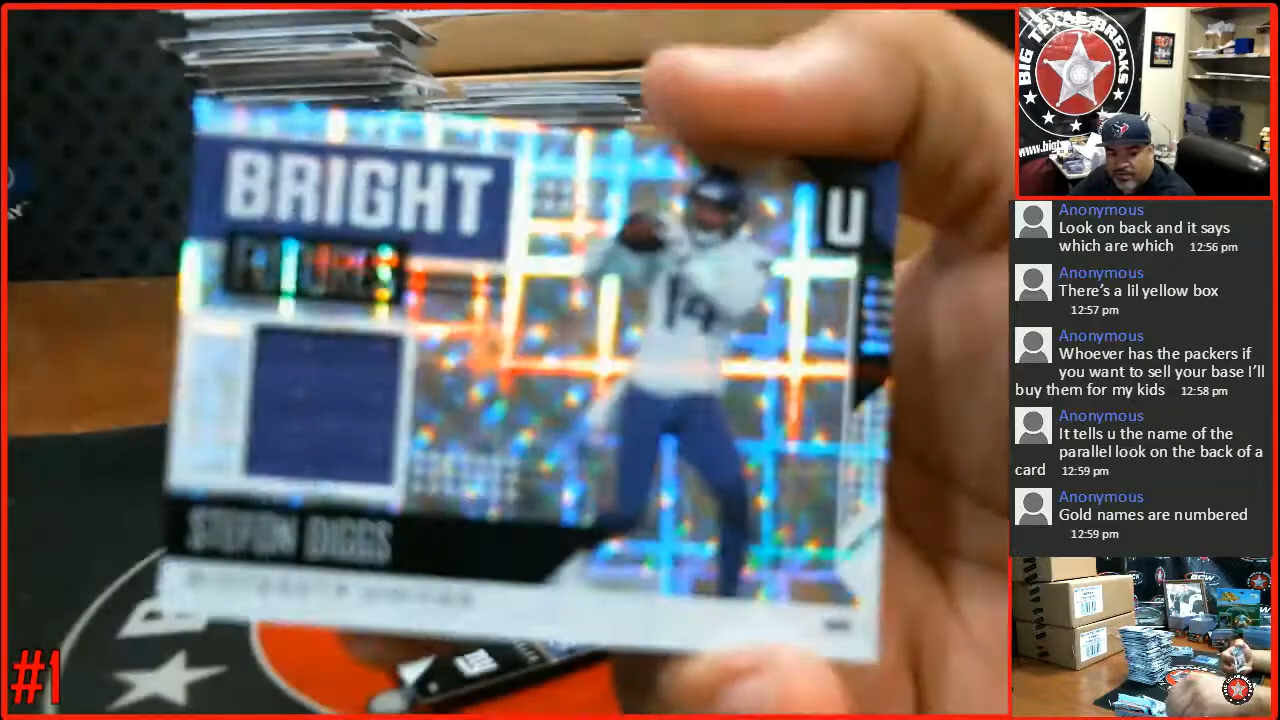 BRIGHT
U
14
STEFON DIGGS
#1
BIG TEXAS BREAKS
www.big
Anonymous
Look on back and it says
which are which 12:56 pm
Anonymous
There's a lil yellow box
12:57 pm
Anonymous
Whoever has the packers if
you want to sell your base I'll
buy them for my kids 12:58 pm
Anonymous
It tells u the name of the
parallel look on the back of a
card 12:59 pm
Anonymous
Gold names are numbered
12:59 pm